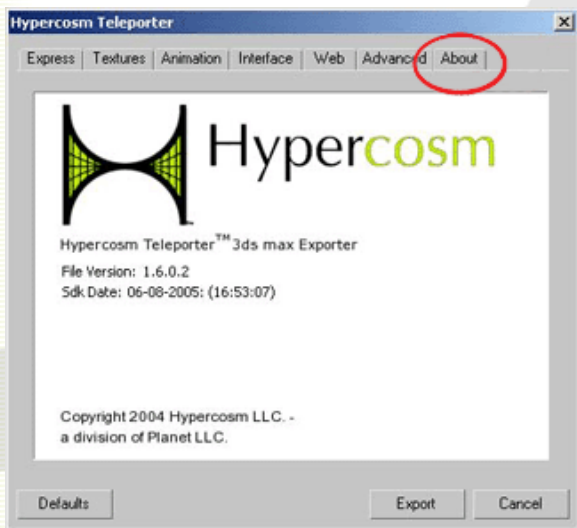 Hypercosm Teleporter
Express Textures Animation Interface Web Advanced About
Hypercosm
Hypercosm Teleporter™ 3ds max Exporter
File Version: 1.6.0.2
Sdk Date: 06-08-2005: (16:53:07)
Copyright 2004 Hypercosm LLC. -
a division of Planet LLC.
Defaults Export Cancel